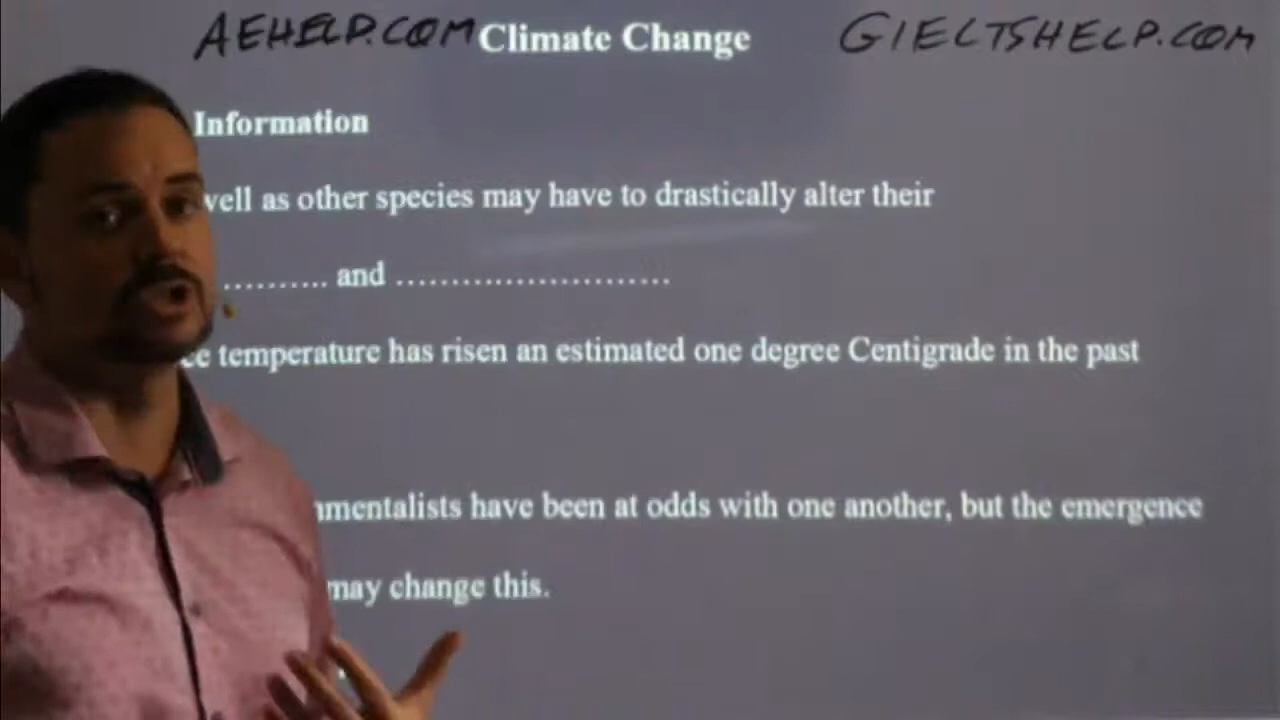 AEHELP.COM Climate Change GIELTSHELP.COM
Information
well as other species may have to drastically alter their
.......... and ..........................
temperature has risen an estimated one degree Centigrade in the past
have been at odds with one another, but the emergence
may change this.